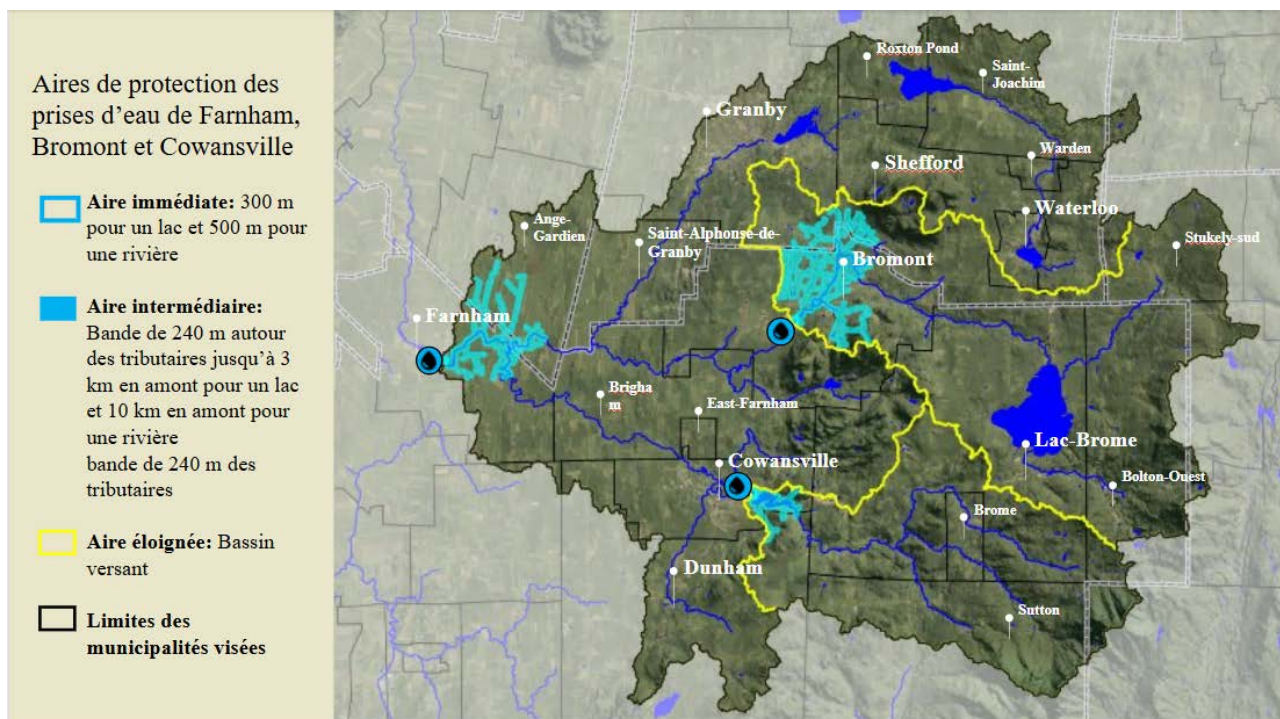 Aires de protection des
prises d'eau de Farnham,
Bromont et Cowansville
Aire immédiate: 300 m
pour un lac et 500 m pour
une rivière
Aire intermédiaire:
Bande de 240 m autour
des tributaires jusqu'à 3
km en amont pour un lac
et 10 km en amont pour
une rivière
bande de 240 m des
tributaires
Aire éloignée: Bassin
versant
Limites des
municipalités visées
Roxton Pond
Saint-
Joachim
Granby
Warden
Shefford
Waterloo
Ange-
Gardien
Saint-Alphonse-de-
Granby
Stukely-sud
Bromont
Farnham
Brigha
m
East-Farnham
Lac-Brome
Cowansville
Bolton-Ouest
Brome
Dunham
Sutton